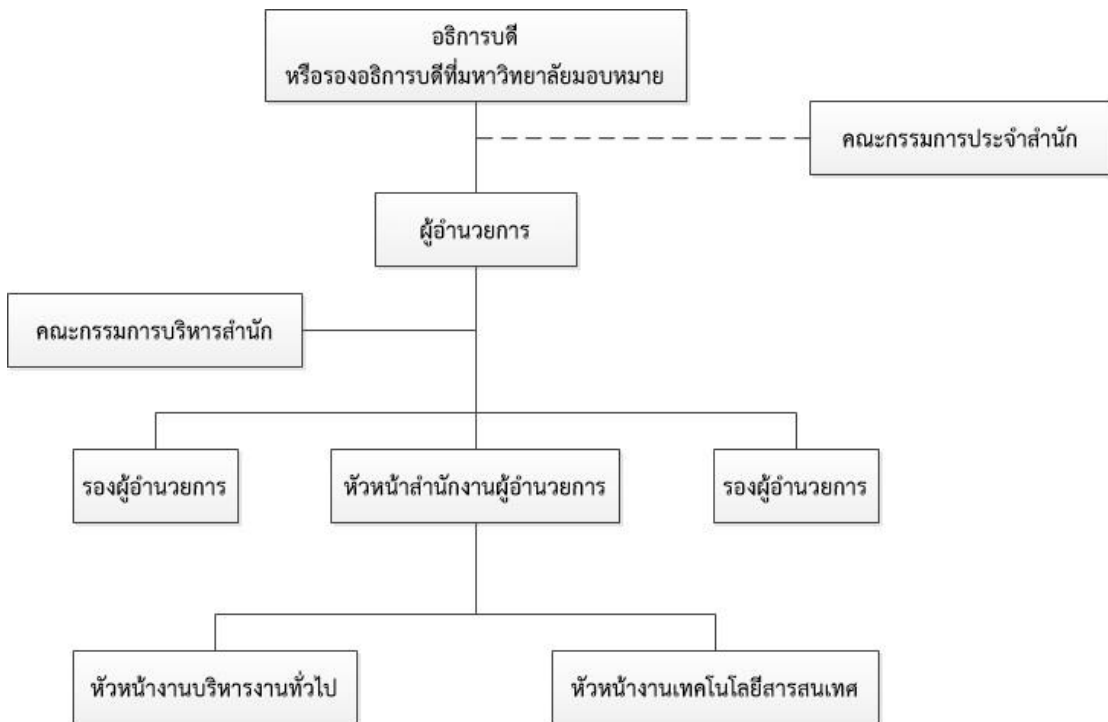 อธิการบดี
หรือรองอธิการบดีที่มหาวิทยาลัยมอบหมาย
คณะกรรมการประจำสำนัก
ผู้อำนวยการ
คณะกรรมการบริหารสำนัก
รองผู้อำนวยการ
หัวหน้าสำนักงานผู้อำนวยการ
รองผู้อำนวยการ
หัวหน้างานบริหารงานทั่วไป
หัวหน้างานเทคโนโลยีสารสนเทศ